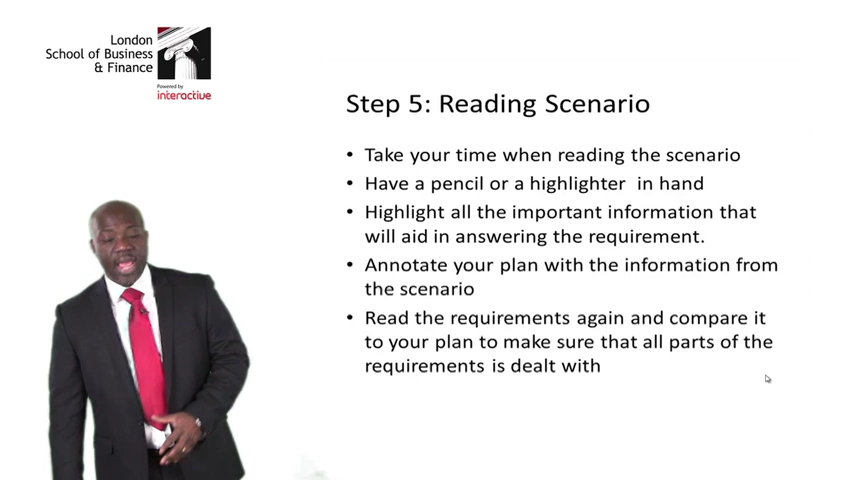 London
School of Business
& Finance
Powered by
interactive
Step 5: Reading Scenario
• Take your time when reading the scenario
• Have a pencil or a highlighter in hand
• Highlight all the important information that
will aid in answering the requirement.
• Annotate your plan with the information from
the scenario
• Read the requirements again and compare it
to your plan to make sure that all parts of the
requirements is dealt with